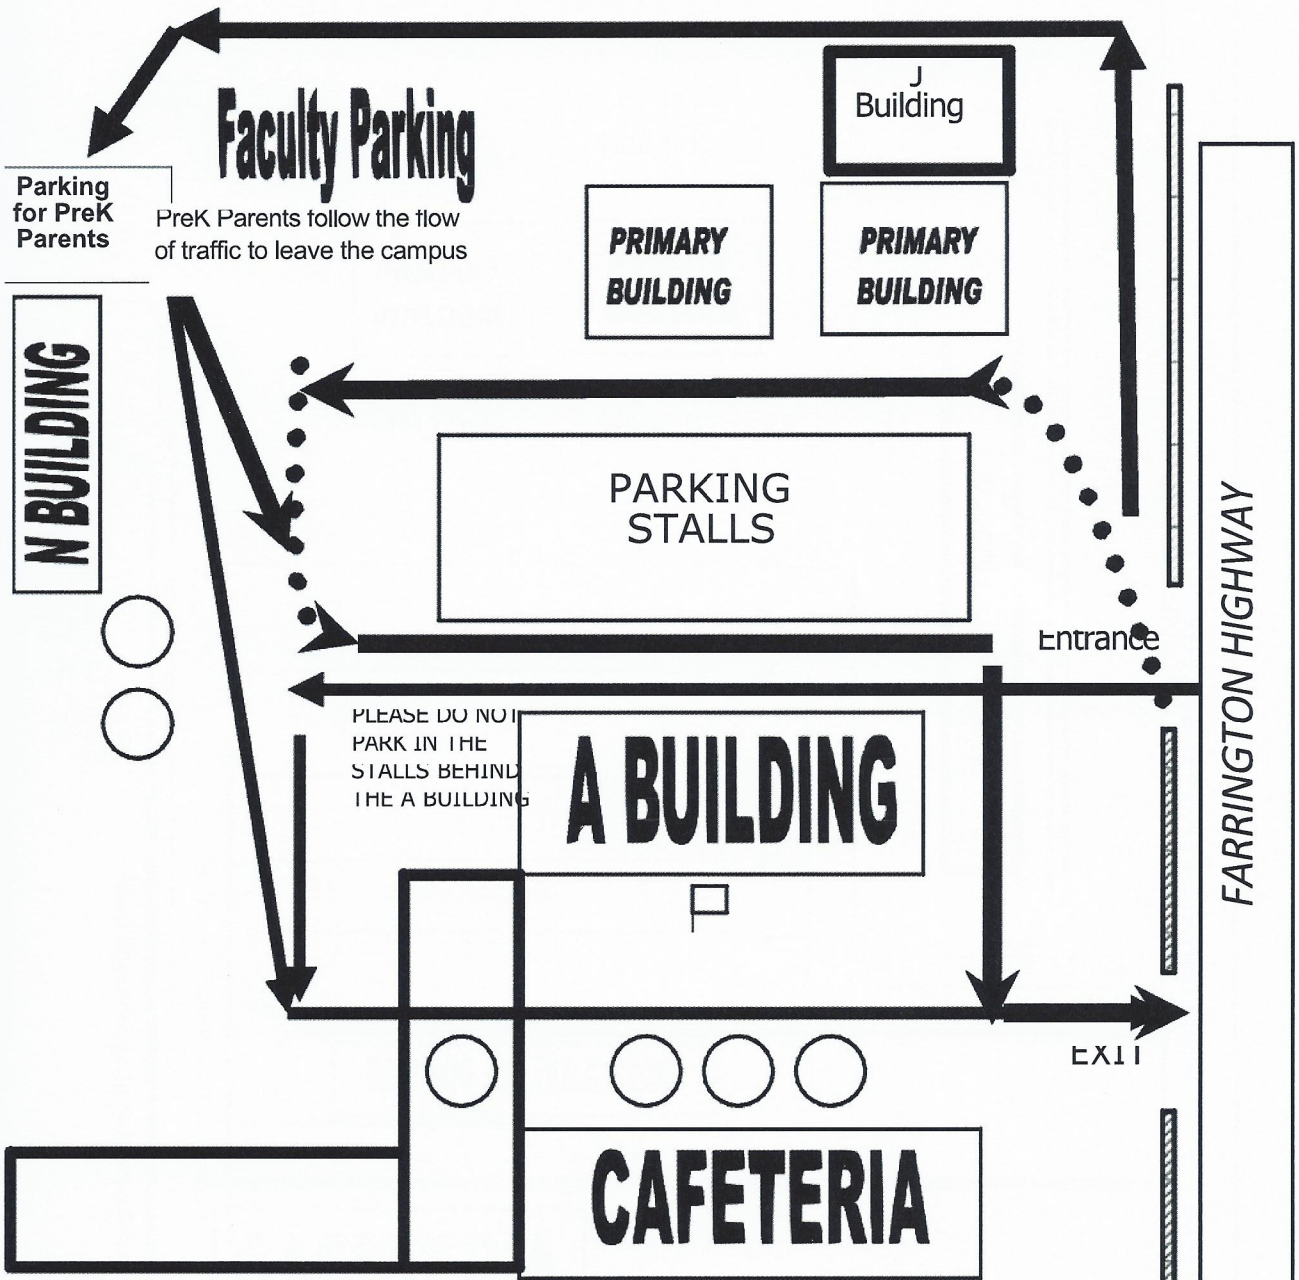 J
Building
Faculty Parking
Parking
for PreK
Parents
PreK Parents follow the flow
of traffic to leave the campus
PRIMARY
BUILDING
PRIMARY
BUILDING
N BUILDING
PARKING
STALLS
Entrance
FARRINGTON HIGHWAY
PLEASE DO NOT
PARK IN THE
STALLS BEHIND
THE A BUILDING
A BUILDING
EXIT
CAFETERIA